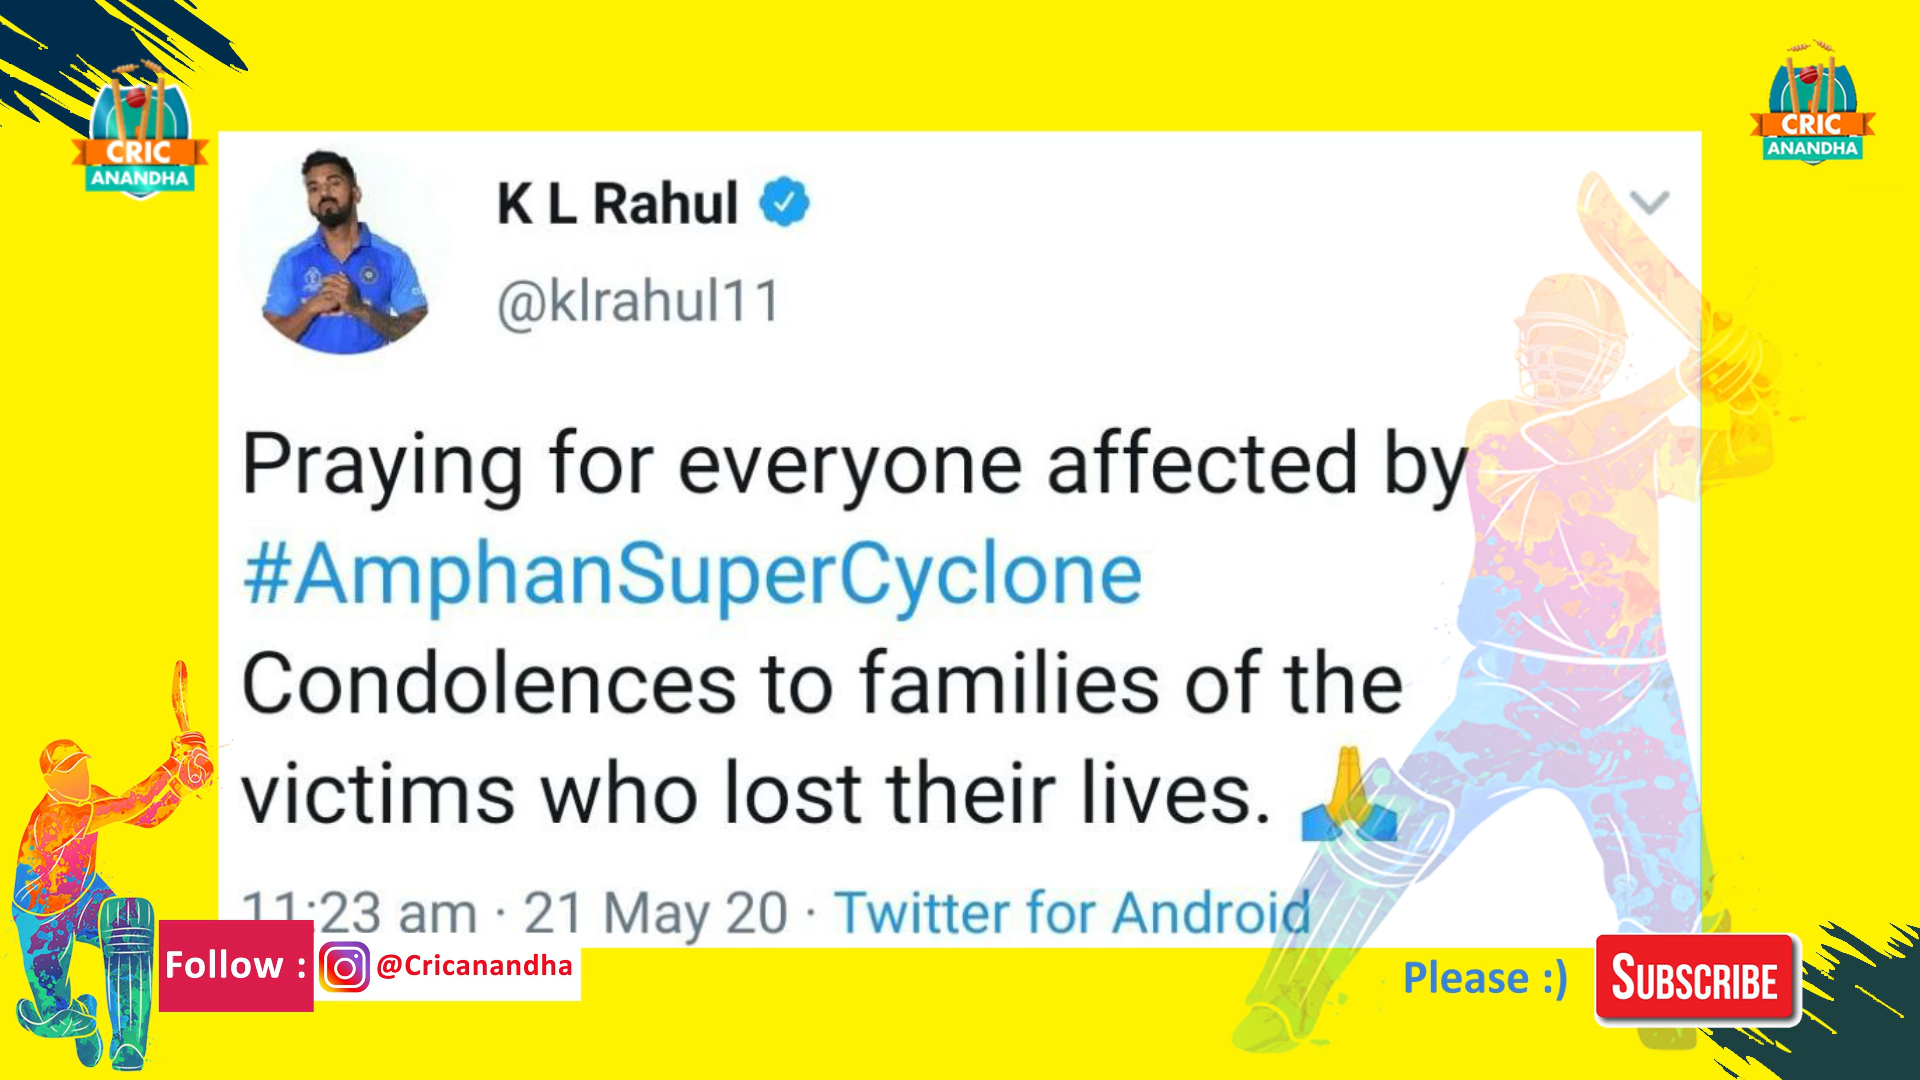 CRIC
ANANDHA
CRIC
ANANDHA
K L Rahul
@klrahul11
Praying for everyone affected by
#AmphanSuperCyclone
Condolences to families of the
victims who lost their lives. 🙏
11:23 am · 21 May 20 · Twitter for Android
Follow :
@Cricanandha
Please :)
SUBSCRIBE